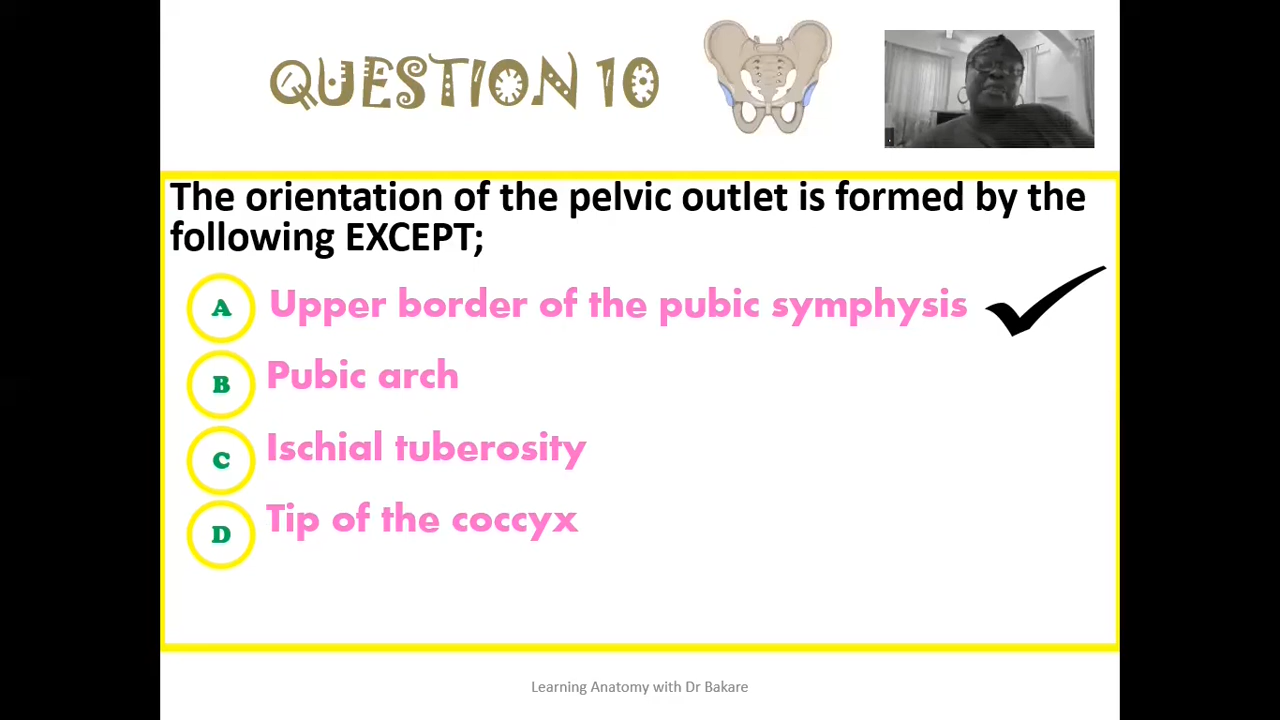 QUESTION 10
The orientation of the pelvic outlet is formed by the
following EXCEPT;
A Upper border of the pubic symphysis
B Pubic arch
C Ischial tuberosity
D Tip of the coccyx
Learning Anatomy with Dr Bakare